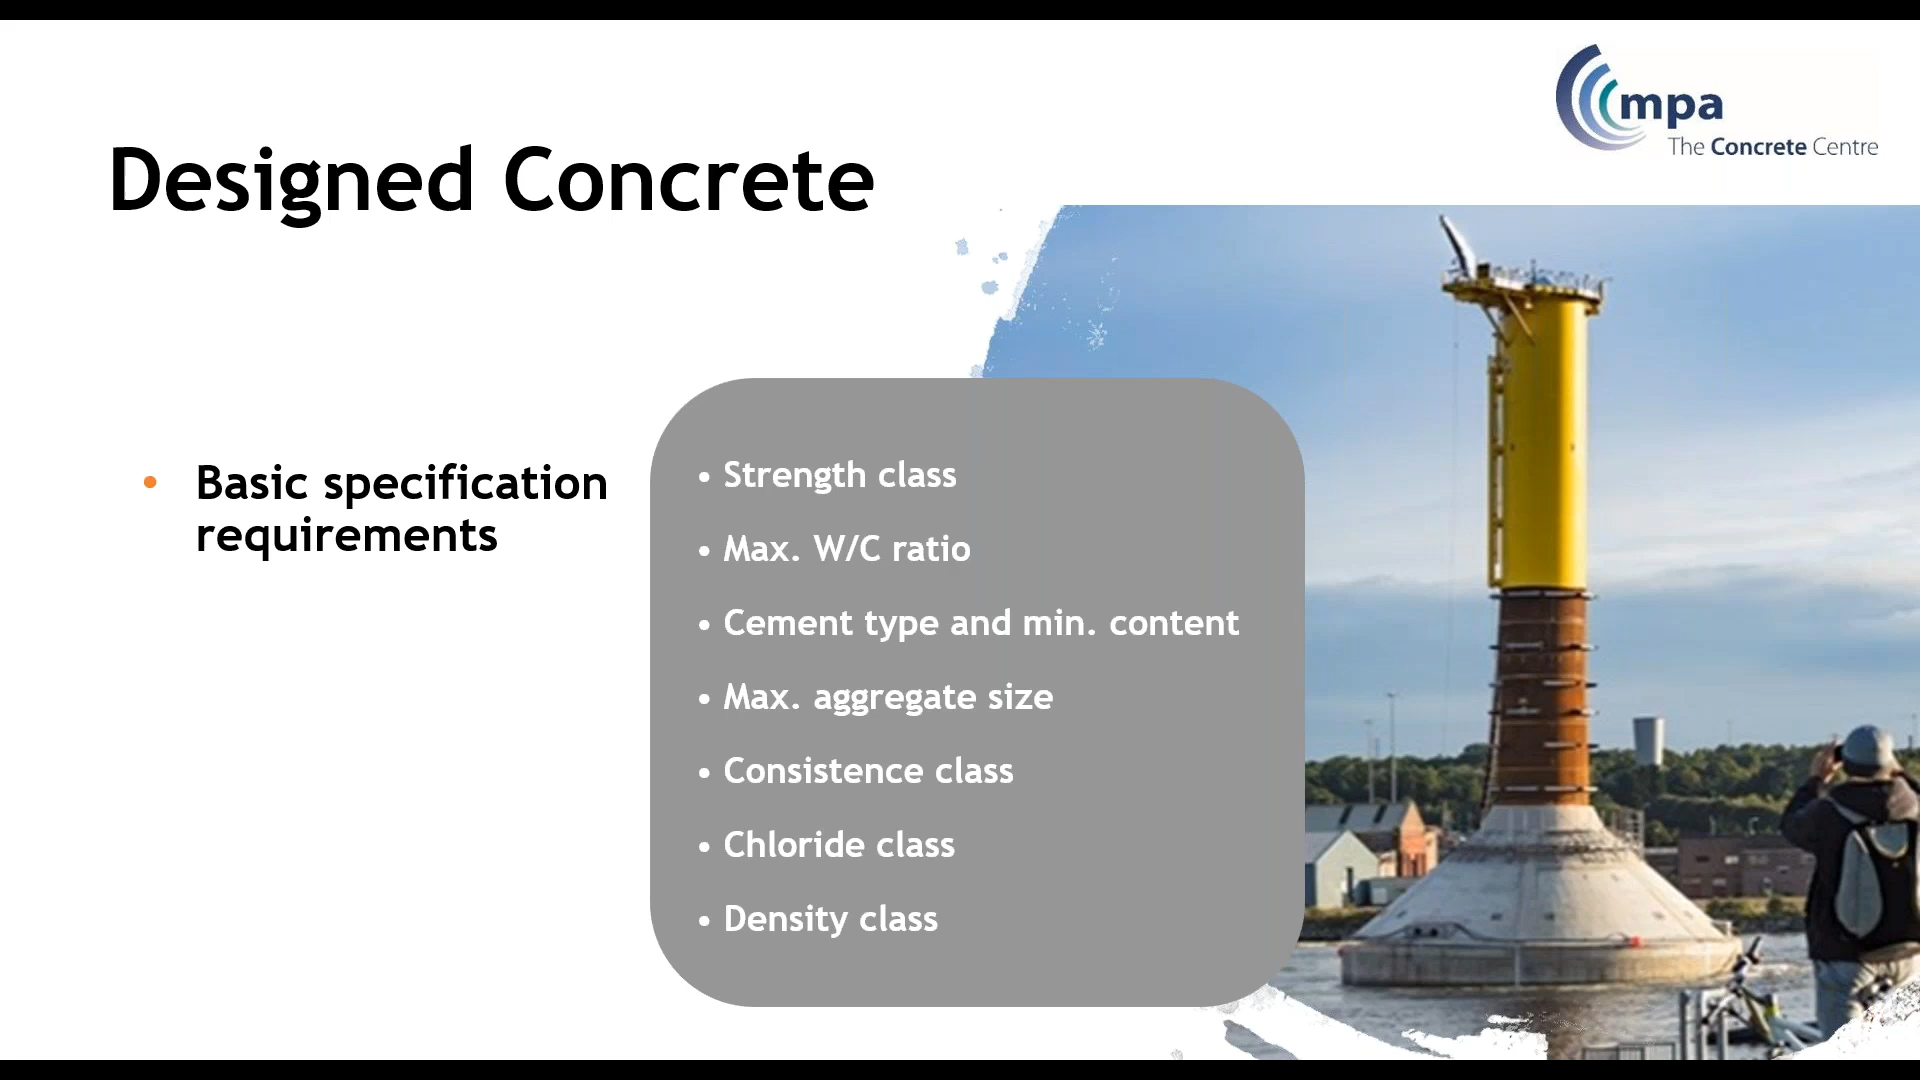 mpa
The Concrete Centre
Designed Concrete
• Basic specification
requirements
• Strength class
• Max. W/C ratio
• Cement type and min. content
• Max. aggregate size
• Consistence class
• Chloride class
• Density class